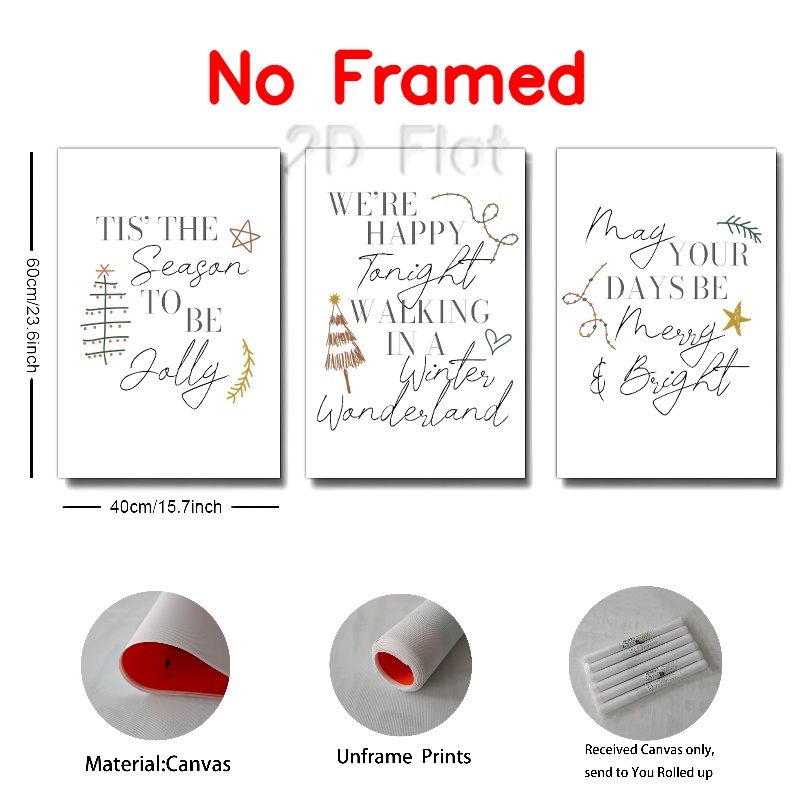 No Framed
2D Flat
60cm/23.6inch
TIS' THE
Season
TO
BE
Jolly
WE'RE
HAPPY
Tonight
WALKING
IN A
Winter
Wonderland
May
YOUR
DAYS BE
Merry
& Bright
40cm/15.7inch
Material:Canvas
Unframe Prints
Received Canvas only,
send to You Rolled up